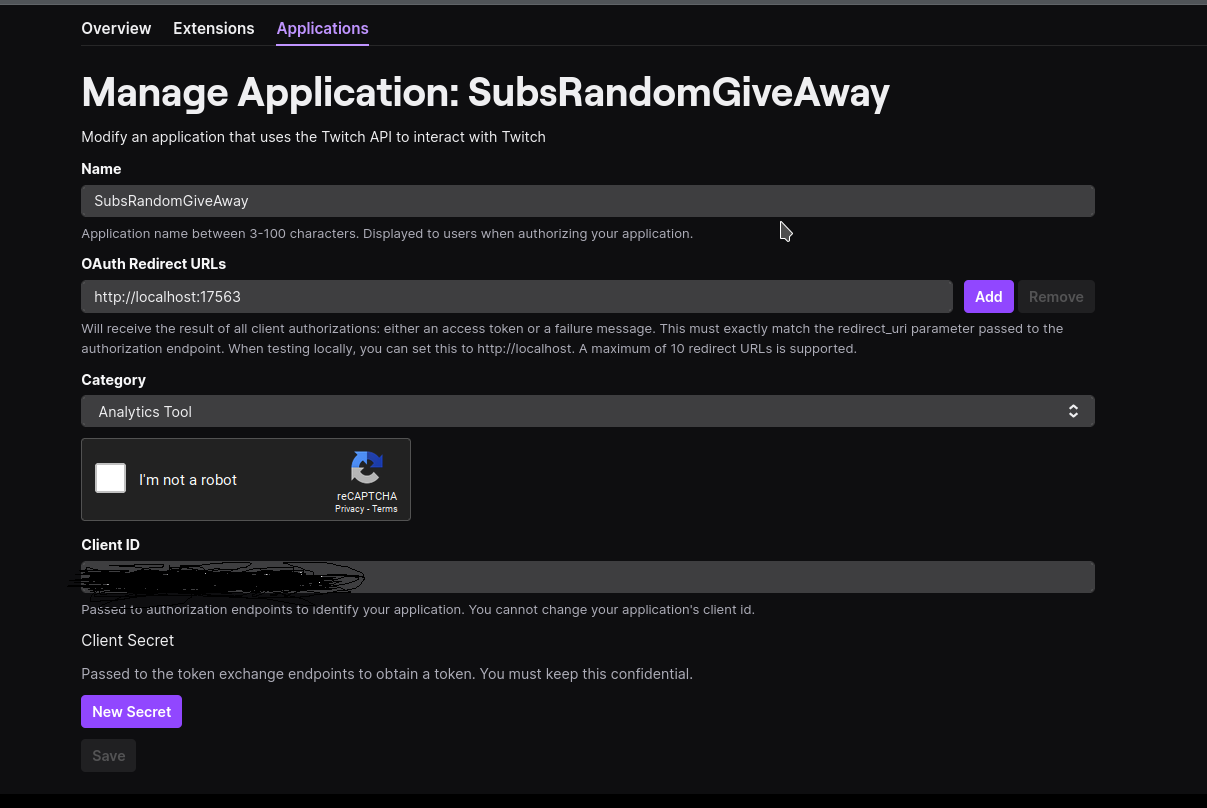 Overview Extensions Applications
Manage Application: SubsRandomGiveAway
Modify an application that uses the Twitch API to interact with Twitch
Name
SubsRandomGiveAway
Application name between 3-100 characters. Displayed to users when authorizing your application.
OAuth Redirect URLs
http://localhost:17563 Add Remove
Will receive the result of all client authorizations: either an access token or a failure message. This must exactly match the redirect_uri parameter passed to the
authorization endpoint. When testing locally, you can set this to http://localhost. A maximum of 10 redirect URLs is supported.
Category
Analytics Tool
I'm not a robot
reCAPTCHA
Privacy - Terms
Client ID
Passed to authorization endpoints to identify your application. You cannot change your application's client id.
Client Secret
Passed to the token exchange endpoints to obtain a token. You must keep this confidential.
New Secret
Save